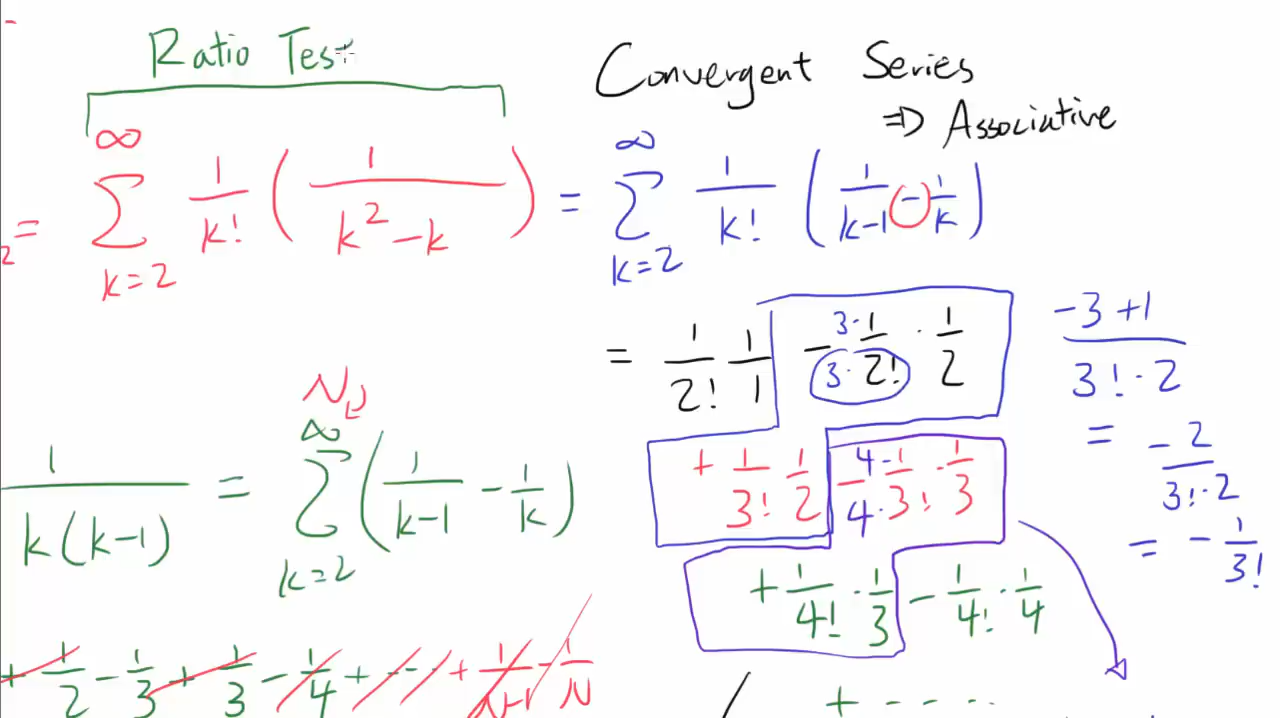 Ratio Tes
Convergent Series
⇒ Associative
= ∞ ∑ k=2 1/k! ( 1/(k² - k) ) = ∞ ∑ k=2 1/k! ( 1/(k-1) - 1/k )
= 1/2! 1/1 - (3·1)/(3·2!) · 1/2
(-3 + 1)/(3!·2)
= -2/(3!·2)
= -1/3!
+ 1/3! 1/2 - (4·1)/(4·3!) · 1/3
+ 1/4! · 1/3 - 1/4! · 1/4
+ - - - -
N
1/(k(k-1)) = ∞ ∑ k=2 ( 1/(k-1) - 1/k )
+ 1/2 - 1/3 + 1/3 - 1/4 + - - + 1/(N-1) - 1/N